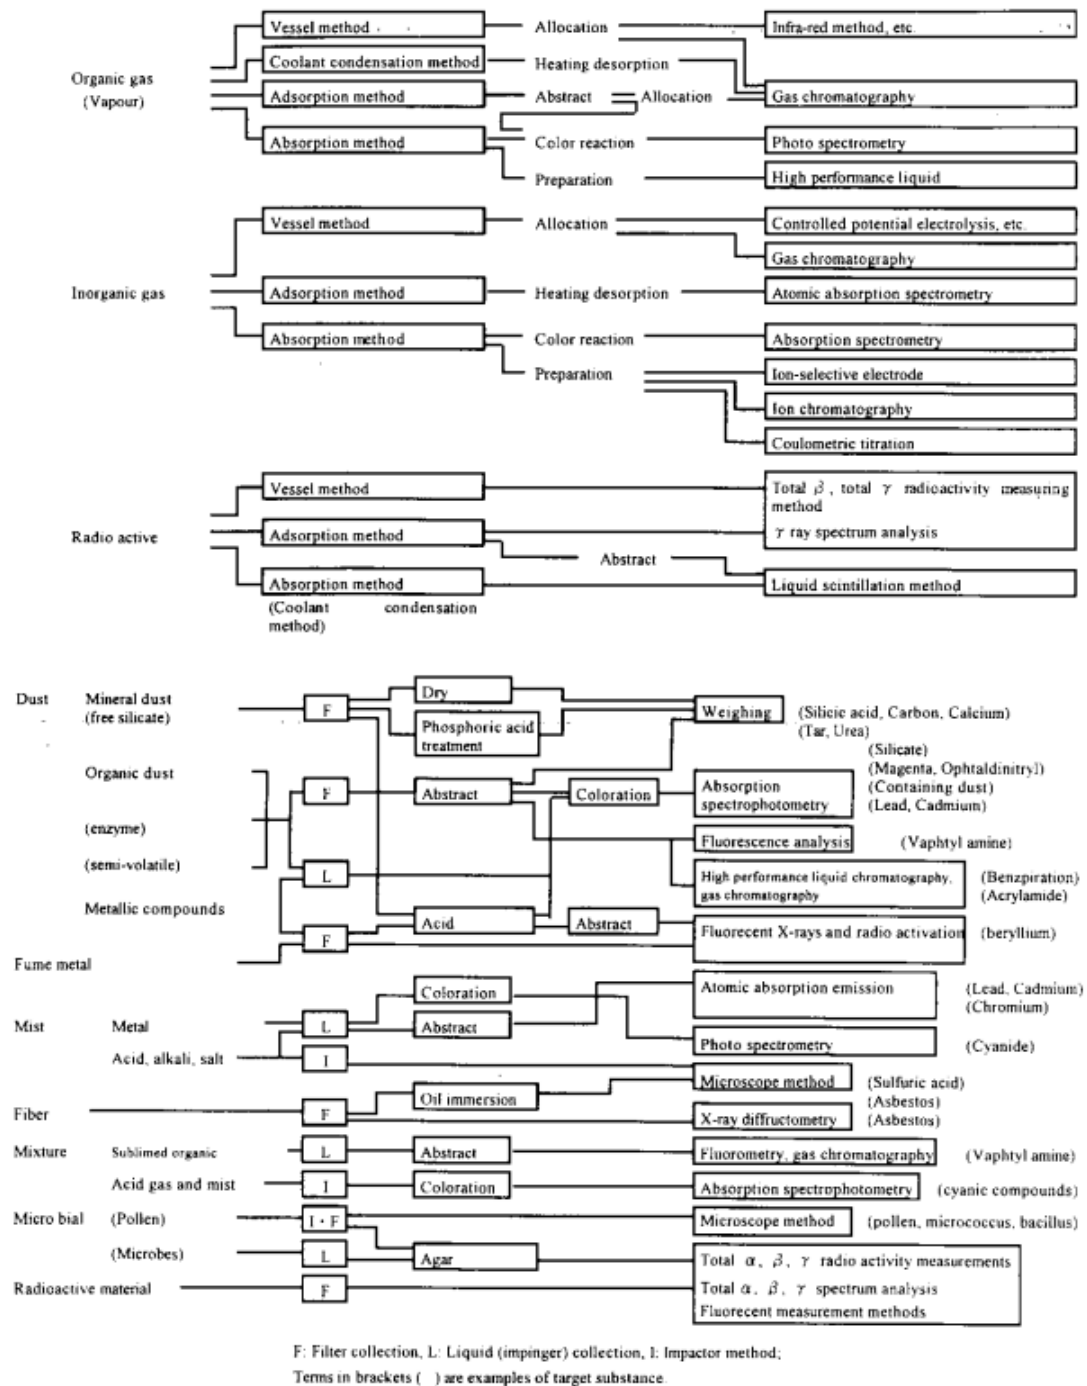 Vessel method Allocation Infra-red method, etc.
Organic gas
(Vapour)
Coolant condensation method Heating desorption
Adsorption method Abstract Allocation Gas chromatography
Absorption method Color reaction Photo spectrometry
Preparation High performance liquid
Vessel method Allocation Controlled potential electrolysis, etc.
Gas chromatography
Inorganic gas Adsorption method Heating desorption Atomic absorption spectrometry
Absorption method Color reaction Absorption spectrometry
Preparation Ion-selective electrode
Ion chromatography
Coulometric titration
Vessel method Total β, total γ radioactivity measuring
method
Radio active Adsorption method γ ray spectrum analysis
Abstract
Absorption method Liquid scintillation method
(Coolant condensation
method)
Dust Mineral dust F Dry Weighing (Silicic acid, Carbon, Calcium)
(free silicate) Phosphoric acid (Tar, Urea)
treatment (Silicate)
Organic dust F Abstract Coloration Absorption (Magenta, Ophtaldinitryl)
spectrophotometry (Containing dust)
(Lead, Cadmium)
(enzyme) Fluorescence analysis (Vaphtyl amine)
(semi-volatile) L High performance liquid chromatography, (Benzpiration)
gas chromatography (Acrylamide)
Metallic compounds Acid Abstract
F Fluorecent X-rays and radio activation (beryllium)
Fume metal
Coloration Atomic absorption emission (Lead, Cadmium)
(Chromium)
Mist Metal L Abstract
Photo spectrometry (Cyanide)
Acid, alkali, salt I
Microscope method (Sulfuric acid)
Oil immersion (Asbestos)
Fiber F X-ray diffructometry (Asbestos)
Mixture Sublimed organic L Abstract Fluorometry, gas chromatography (Vaphtyl amine)
Acid gas and mist I Coloration Absorption spectrophotometry (cyanic compounds)
Micro bial (Pollen) I・F Microscope method (pollen, micrococcus, bacillus)
(Microbes) L Agar Total α, β, γ radio activity measurements
Radioactive material F Total α, β, γ spectrum analysis
Fluorecent measurement methods
F: Filter collection, L: Liquid (impinger) collection, I: Impactor method;
Terms in brackets ( ) are examples of target substance.